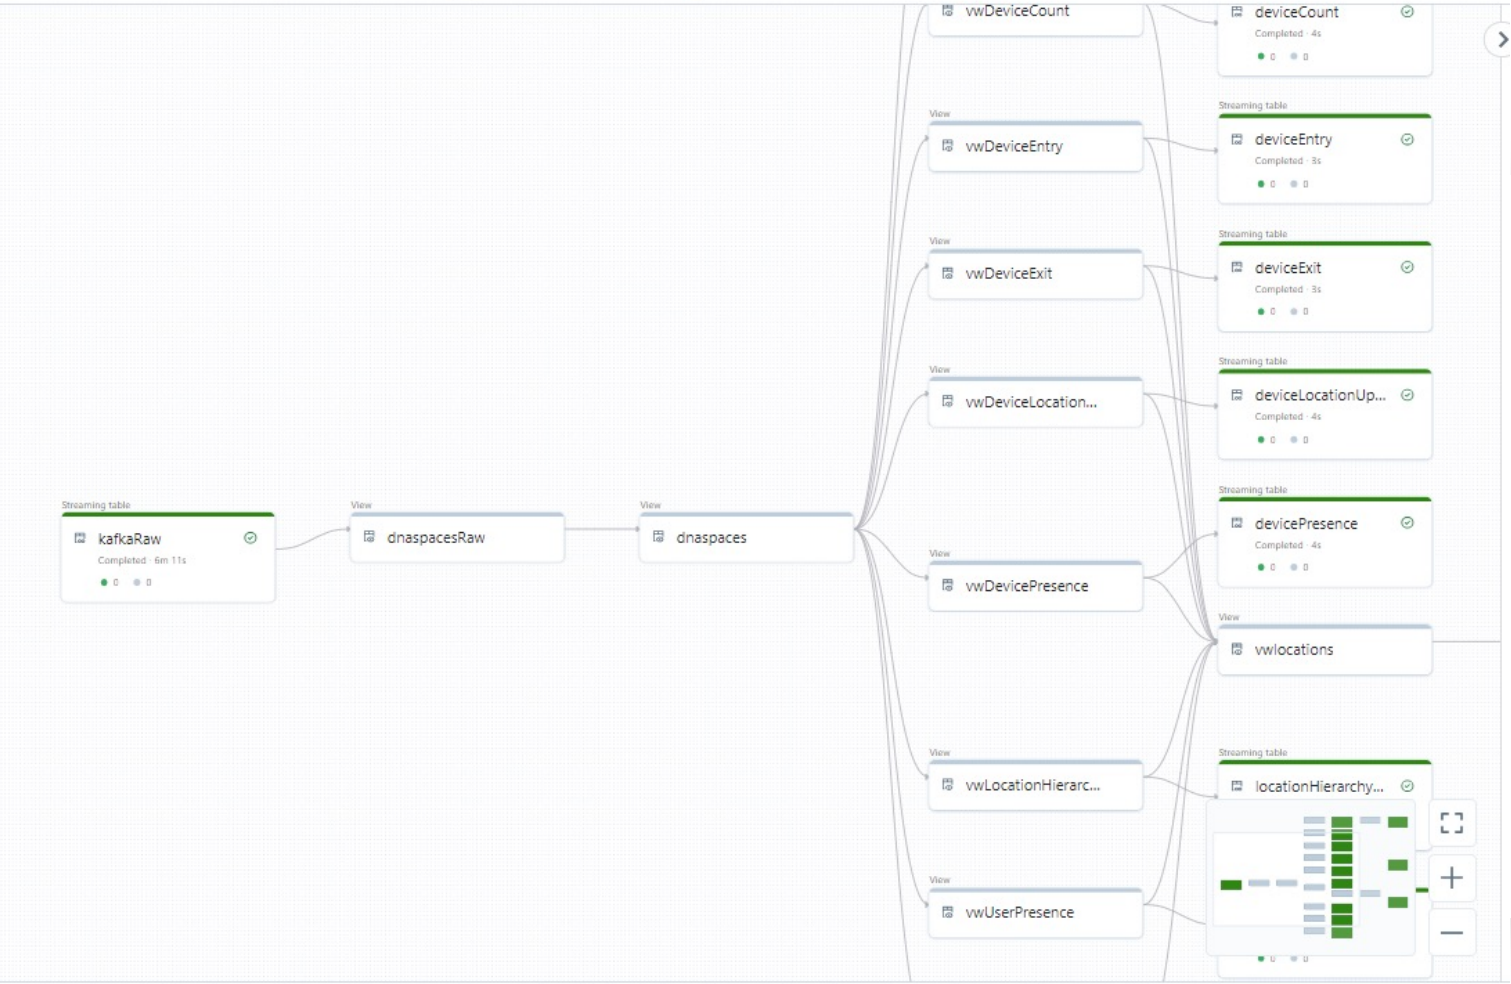 vwDeviceCount
deviceCount
Completed · 4s
0 0
View
vwDeviceEntry
Streaming table
deviceEntry
Completed · 3s
0 0
View
vwDeviceExit
Streaming table
deviceExit
Completed · 3s
0 0
View
vwDeviceLocation...
Streaming table
deviceLocationUp...
Completed · 4s
0 0
Streaming table
kafkaRaw
Completed · 6m 11s
0 0
View
dnaspacesRaw
View
dnaspaces
View
vwDevicePresence
Streaming table
devicePresence
Completed · 4s
0 0
View
vwlocations
View
vwLocationHierarc...
Streaming table
locationHierarchy...
View
vwUserPresence
0 0